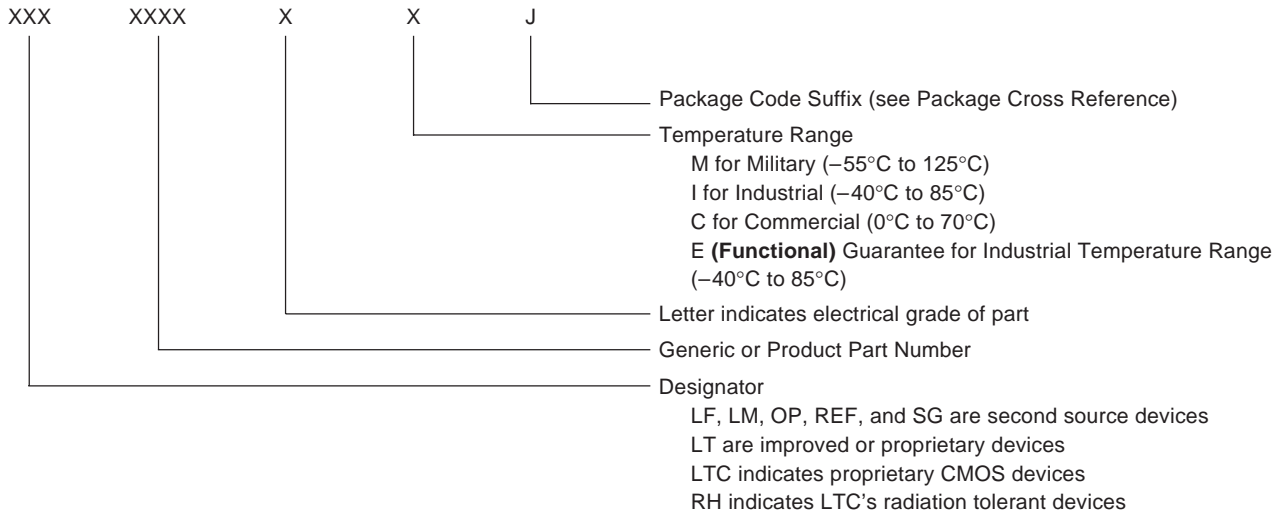 XXX XXXX X X J
Package Code Suffix (see Package Cross Reference)
Temperature Range
M for Military (–55°C to 125°C)
I for Industrial (–40°C to 85°C)
C for Commercial (0°C to 70°C)
E (Functional) Guarantee for Industrial Temperature Range
(–40°C to 85°C)
Letter indicates electrical grade of part
Generic or Product Part Number
Designator
LF, LM, OP, REF, and SG are second source devices
LT are improved or proprietary devices
LTC indicates proprietary CMOS devices
RH indicates LTC's radiation tolerant devices